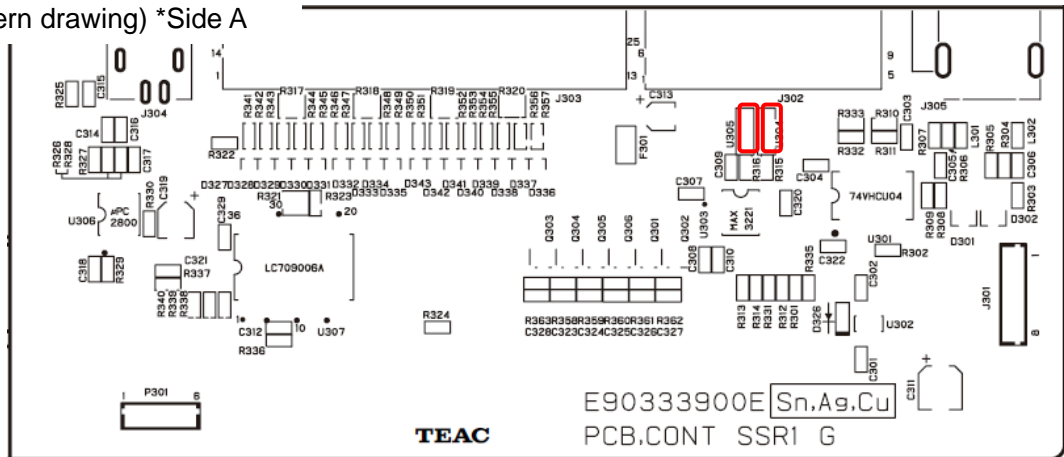 ern drawing) *Side A
14
1
25
13
6
1
9
5
R325
C315
J304
R341
R342
R343
R317
R344
R345
R346
R347
R318
R348
R349
R350
R351
R319
R352
R353
R354
R355
R320
R356
R357
J303
C313
F301
U305
U304
J302
R333
R310
C303
J305
R332
R311
R307
L301
R305
R304
L302
C314
C316
R326
R328
R327
C317
R322
C309
R316
R315
C304
C305
R306
C306
R330
C319
D327
D328
D329
D330
D331
D332
D333
D334
D335
D343
D342
D341
D340
D339
D338
D337
D336
R321
R323
30
20
C329
36
U306
µPC
2800
C307
U303
MAX
3221
C320
74VHCU04
R309
R308
R303
D302
D301
Q303
Q304
Q305
Q306
Q301
Q302
C308
C310
R335
C322
U301
R302
C318
R329
C321
R337
LC709006A
R340
R339
R338
1
C312
10
U307
R336
R324
R363
R358
R359
R360
R361
R362
C328
C323
C324
C325
C326
C327
R313
R314
R331
R312
R301
D326
C302
U302
C301
C311
J301
1
8
P301
1
6
TEAC
E90333900E Sn,Ag,Cu
PCB,CONT SSR1 G